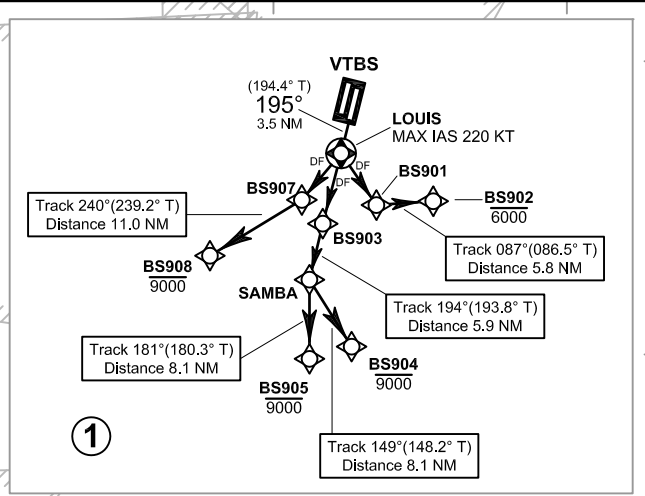 VTBS
(194.4° T)
195°
3.5 NM
LOUIS
MAX IAS 220 KT
DF
DF
DF
BS907
BS901
BS902
6000
Track 240°(239.2° T)
Distance 11.0 NM
BS903
Track 087°(086.5° T)
Distance 5.8 NM
BS908
9000
SAMBA
Track 194°(193.8° T)
Distance 5.9 NM
Track 181°(180.3° T)
Distance 8.1 NM
BS904
9000
BS905
9000
1
Track 149°(148.2° T)
Distance 8.1 NM